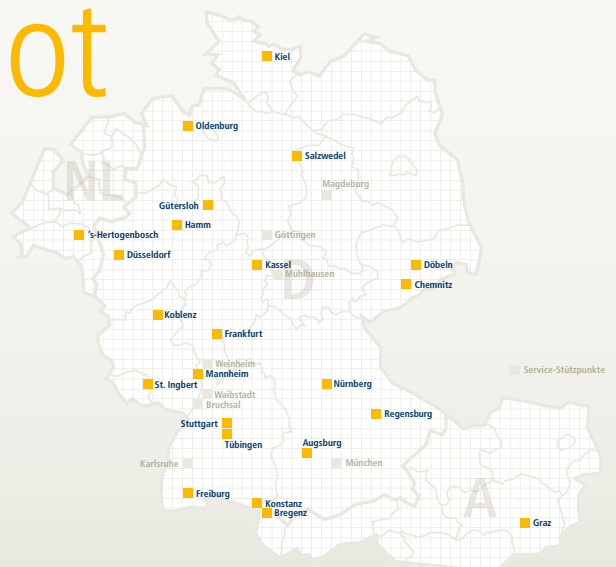 ot
Kiel
Oldenburg
Salzwedel
Magdeburg
NL
Gütersloh
Hamm
's-Hertogenbosch
Göttingen
Düsseldorf
Kassel
Döbeln
Mühlhausen
D
Chemnitz
Koblenz
Frankfurt
Weinheim
Service-Stützpunkte
Mannheim
St. Ingbert
Nürnberg
Waibstadt
Bruchsal
Regensburg
Stuttgart
Tübingen
Augsburg
Karlsruhe
München
Freiburg
A
Konstanz
Bregenz
Graz